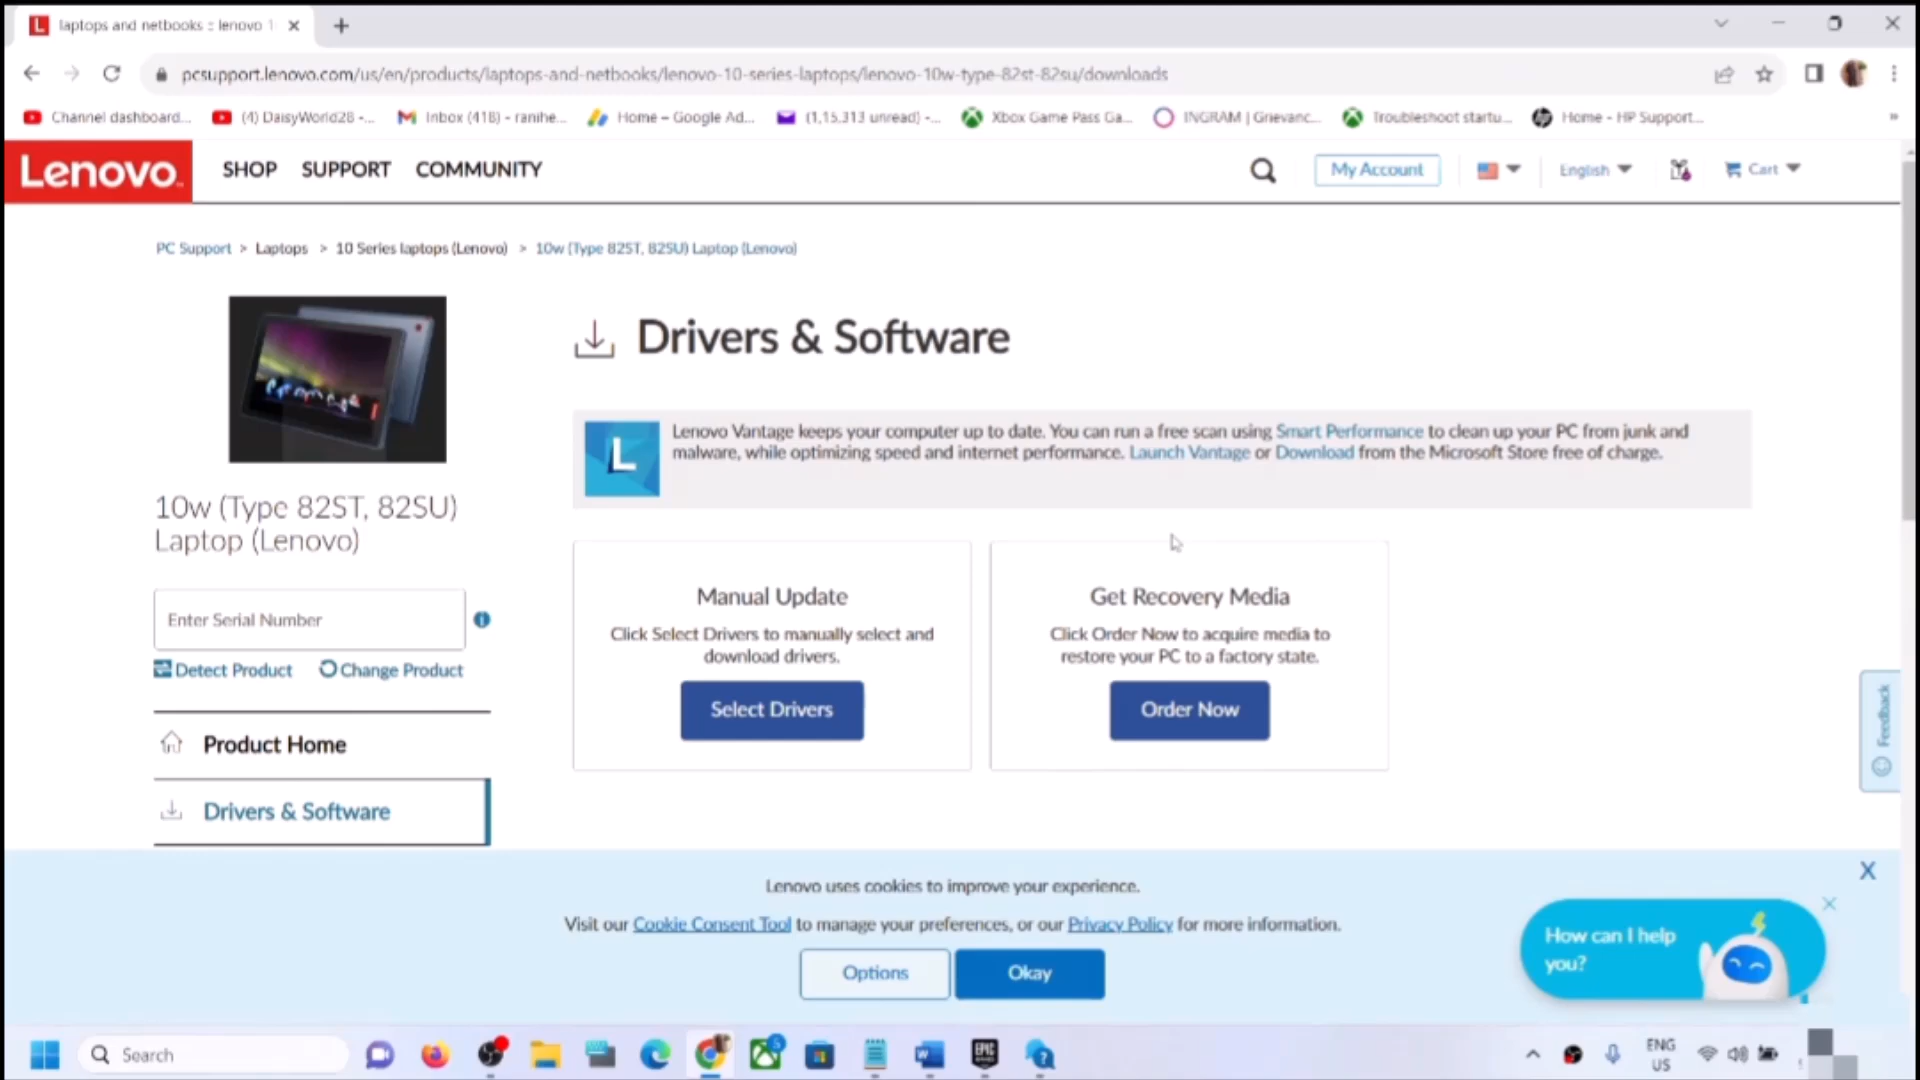 laptops and netbooks :: lenovo 1
pcsupport.lenovo.com/us/en/products/laptops-and-netbooks/lenovo-10-series-laptops/lenovo-10w-type-82st-82su/downloads
Channel dashboard... (4) DaisyWorld28 -... Inbox (418) - ranihe... Home – Google Ad... (1,15,313 unread) -... Xbox Game Pass Ga... INGRAM | Grievanc... Troubleshoot startu... Home - HP Support... »
Lenovo SHOP SUPPORT COMMUNITY My Account English Cart
PC Support > Laptops > 10 Series laptops (Lenovo) > 10w (Type 82ST, 82SU) Laptop (Lenovo)
Drivers & Software
L Lenovo Vantage keeps your computer up to date. You can run a free scan using Smart Performance to clean up your PC from junk and
malware, while optimizing speed and internet performance. Launch Vantage or Download from the Microsoft Store free of charge.
10w (Type 82ST, 82SU)
Laptop (Lenovo)
Enter Serial Number
Detect Product Change Product
Product Home
Drivers & Software
Manual Update
Click Select Drivers to manually select and
download drivers.
Select Drivers
Get Recovery Media
Click Order Now to acquire media to
restore your PC to a factory state.
Order Now
Feedback
Lenovo uses cookies to improve your experience.
X
Visit our Cookie Consent Tool to manage your preferences, or our Privacy Policy for more information.
Options Okay
How can I help
you?
Search
EPIC
ENG
US